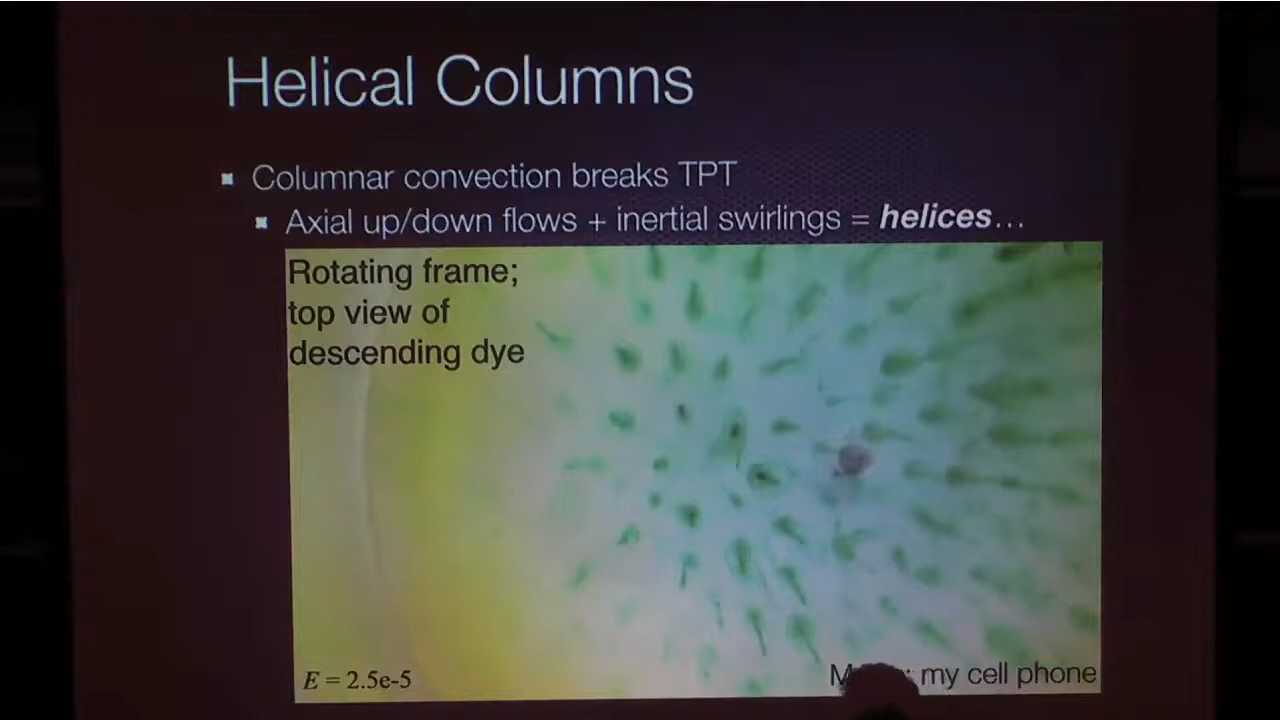 Helical Columns
Columnar convection breaks TPT
Axial up/down flows + inertial swirlings = helices...
Rotating frame;
top view of
descending dye
E = 2.5e-5
my cell phone